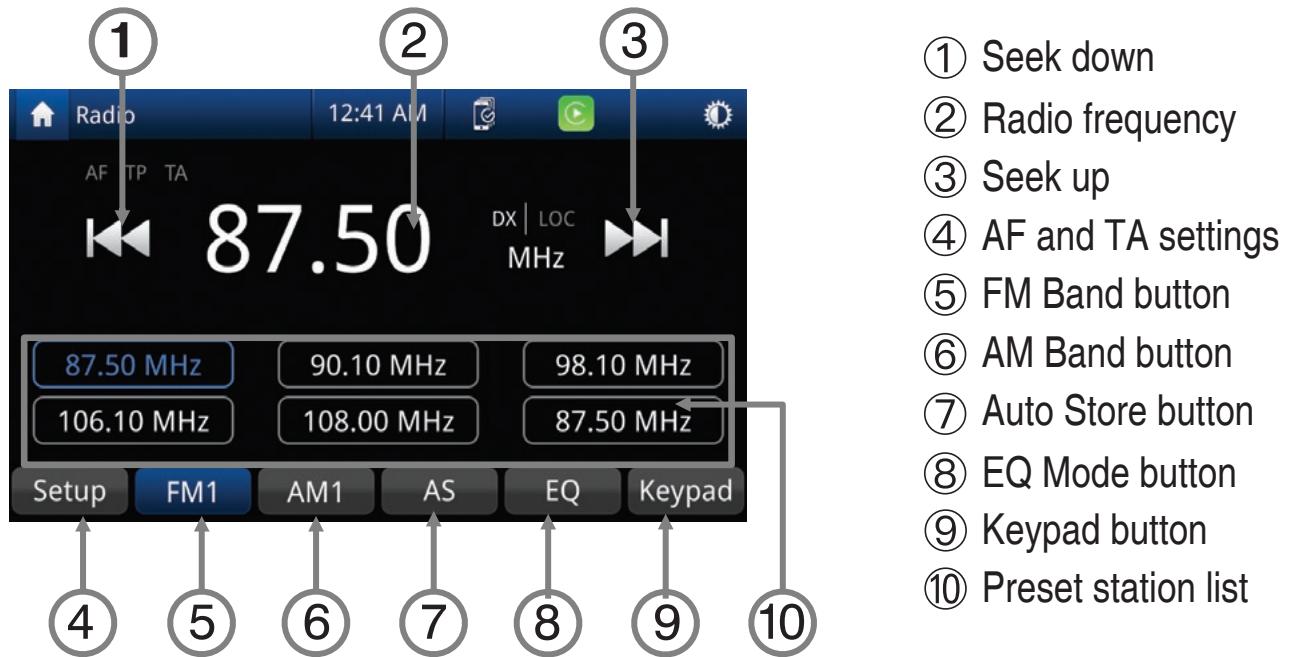 ① ② ③
Radio 12:41 AM
AF TP TA
87.50 DX | LOC
MHz
87.50 MHz 90.10 MHz 98.10 MHz
106.10 MHz 108.00 MHz 87.50 MHz
Setup FM1 AM1 AS EQ Keypad
④ ⑤ ⑥ ⑦ ⑧ ⑨ ⑩
① Seek down
② Radio frequency
③ Seek up
④ AF and TA settings
⑤ FM Band button
⑥ AM Band button
⑦ Auto Store button
⑧ EQ Mode button
⑨ Keypad button
⑩ Preset station list